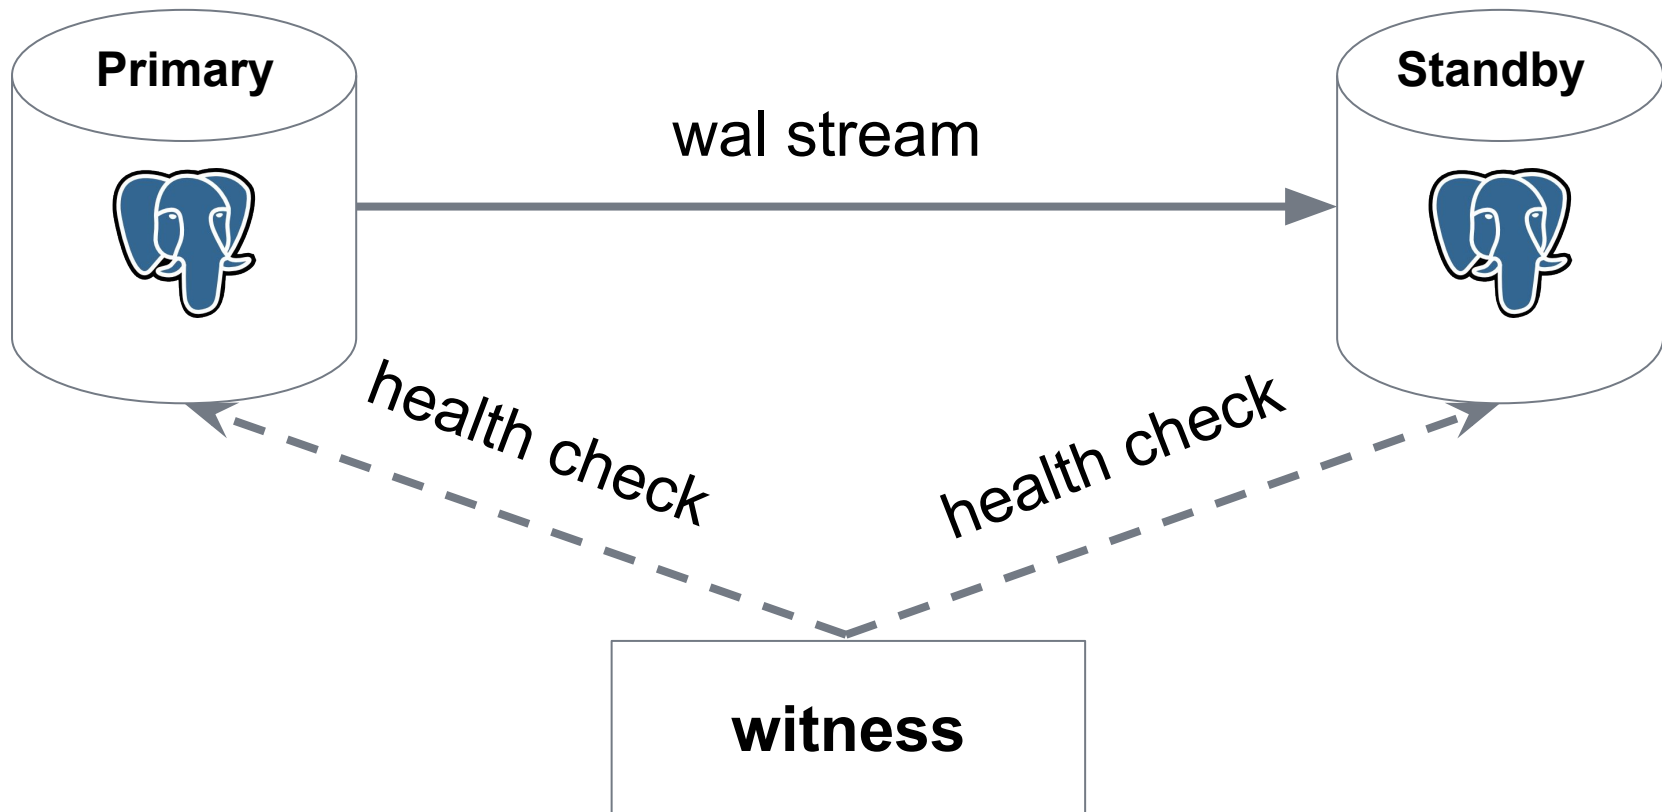 Primary
Standby
wal stream
health check
health check
witness